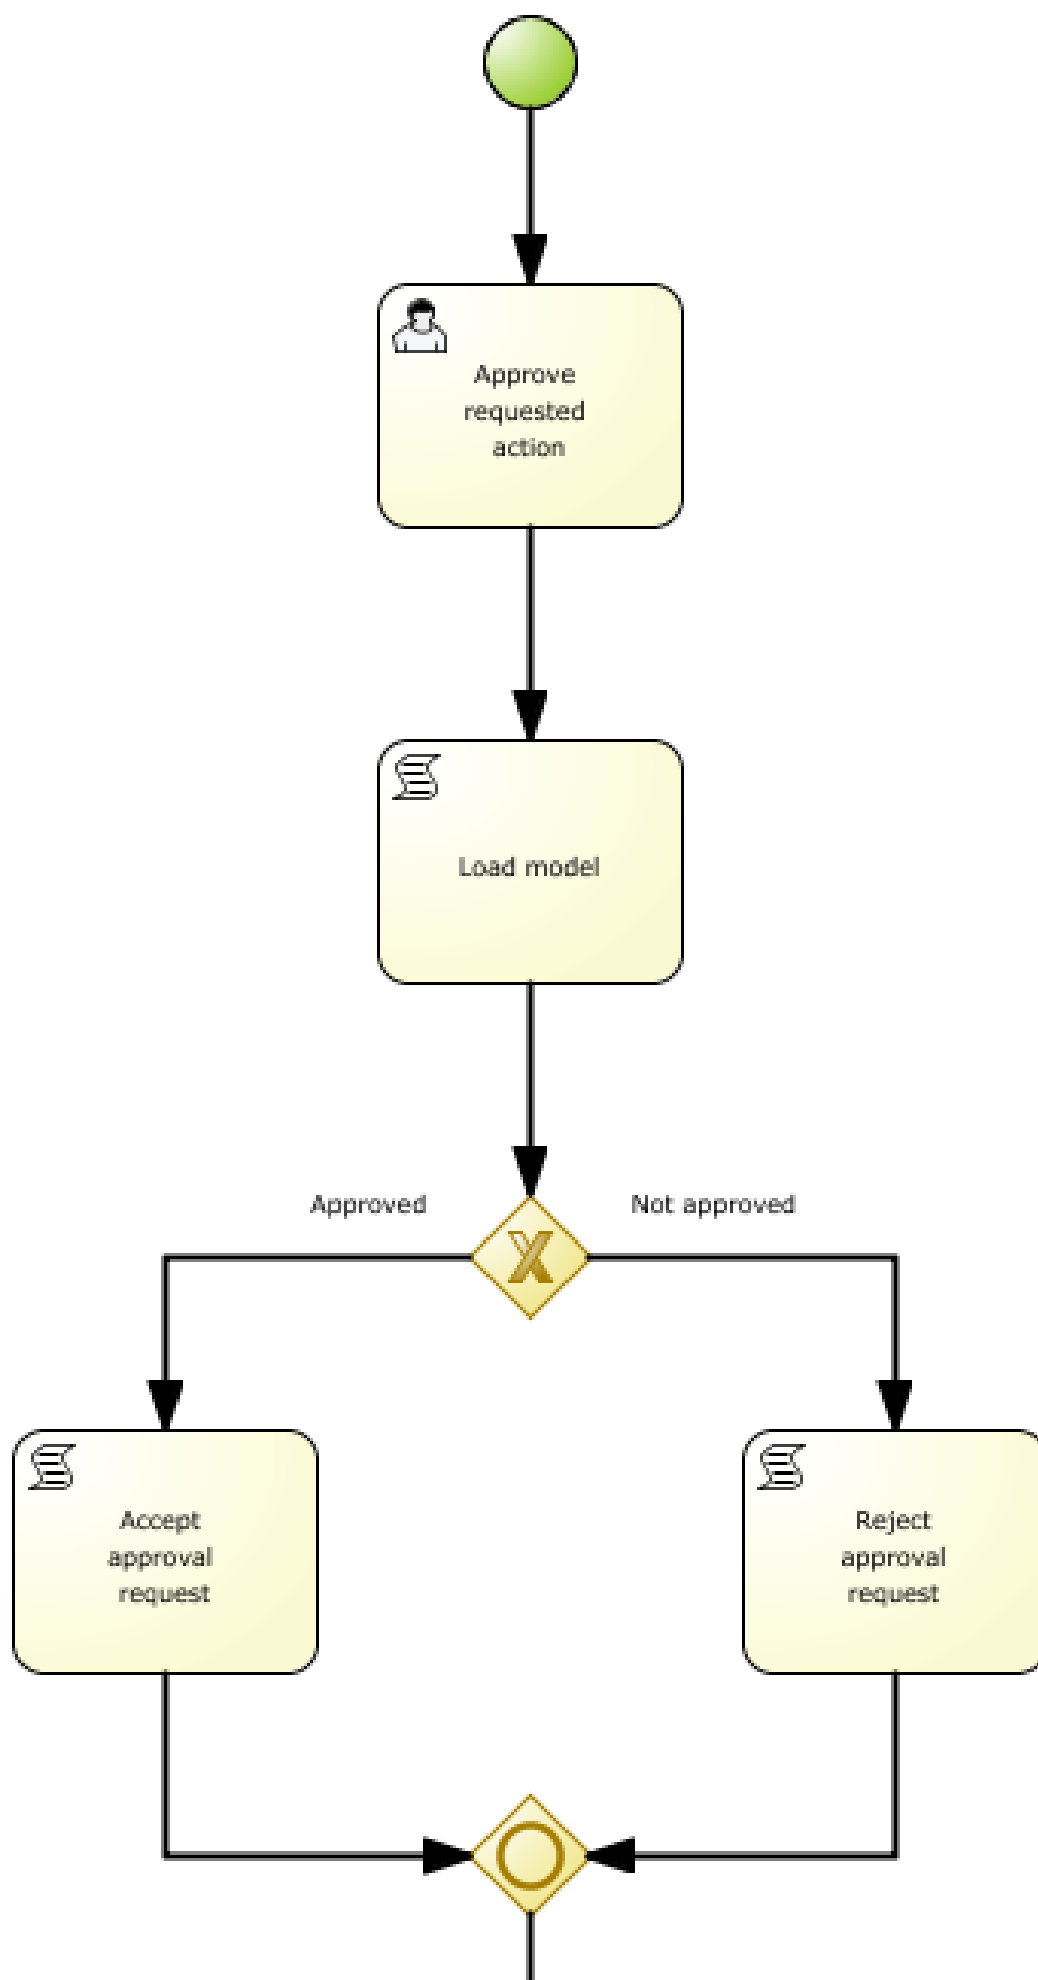 Approve
requested
action
Load model
Approved
Not approved
Accept
approval
request
Reject
approval
request